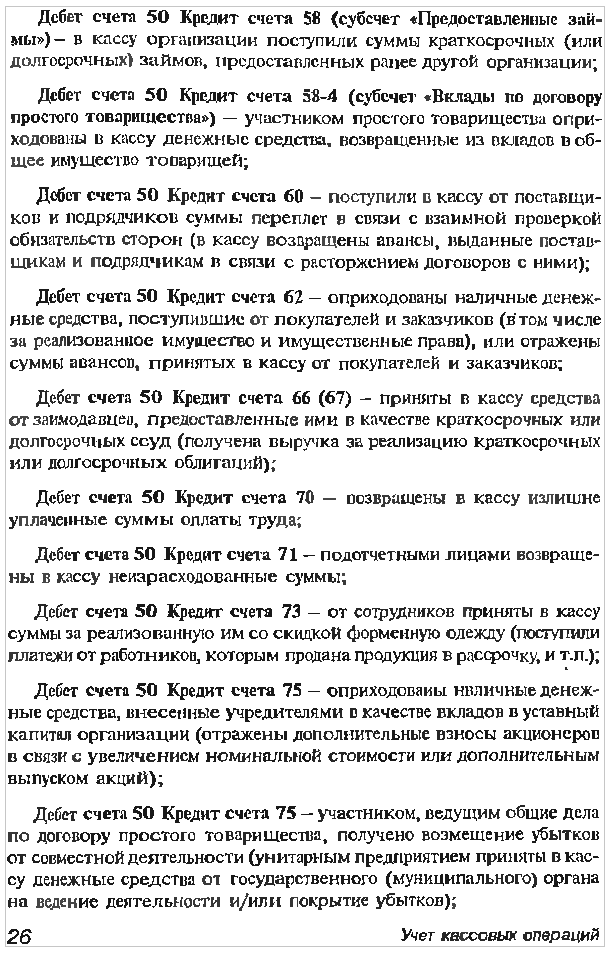 Дебет счета 50 Кредит счета 58 (субсчет «Предоставленные зай-
мы») – в кассу организации поступили суммы краткосрочных (или
долгосрочных) займов, предоставленных ранее другой организации;
Дебет счета 50 Кредит счета 58-4 (субсчет «Вклады по договору
простого товарищества») — участником простого товарищества опри-
ходованы в кассу денежные средства, возвращенные из вкладов в об-
щее имущество товарищей;
Дебет счета 50 Кредит счета 60 – поступили в кассу от поставщи-
ков и подрядчиков суммы переплет в связи с взаимной проверкой
обязательств сторон (в кассу возвращены авансы, выданные постав-
щикам и подрядчикам в связи с расторжением договоров с ними);
Дебет счета 50 Кредит счета 62 – оприходованы наличные денеж-
ные средства, поступившие от покупателей и заказчиков (в том числе
за реализованное имущество и имущественные права), или отражены
суммы авансов, принятых в кассу от покупателей и заказчиков;
Дебет счета 50 Кредит счета 66 (67) – приняты в кассу средства
от заимодавцев, предоставленные ими в качестве краткосрочных или
долгосрочных ссуд (получена выручка за реализацию краткосрочных
или долгосрочных облигаций);
Дебет счета 50 Кредит счета 70 – возвращены в кассу излишне
уплаченные суммы оплаты труда;
Дебет счета 50 Кредит счета 71 – подотчетными лицами возвраще-
ны в кассу неизрасходованные суммы;
Дебет счета 50 Кредит счета 73 – от сотрудников приняты в кассу
суммы за реализованную им со скидкой форменную одежду (поступили
платежи от работников, которым продана продукция в рассрочку, и т.п.);
Дебет счета 50 Кредит счета 75 – оприходованы наличные денеж-
ные средства, внесенные учредителями в качестве вкладов в уставный
капитал организации (отражены дополнительные взносы акционеров
в связи с увеличением номинальной стоимости или дополнительным
выпуском акций);
Дебет счета 50 Кредит счета 75 – участником, ведущим общие дела
по договору простого товарищества, получено возмещение убытков
от совместной деятельности (унитарным предприятием приняты в кас-
су денежные средства от государственного (муниципального) органа
на ведение деятельности и/или покрытие убытков);
26 Учет кассовых операций